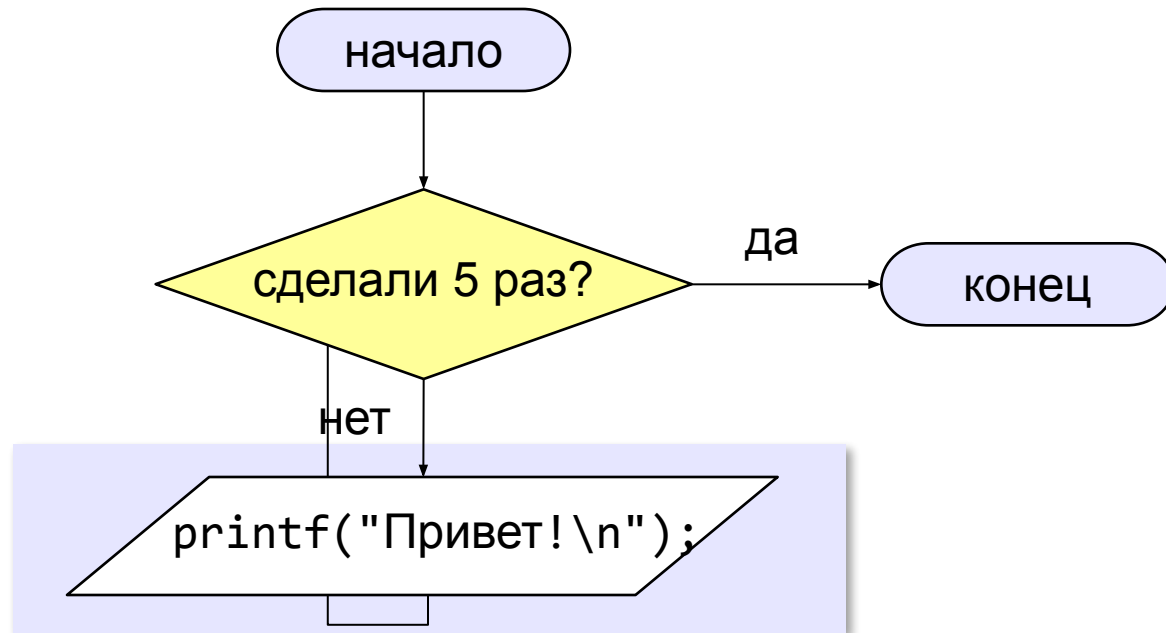 начало
сделали 5 раз?
да
конец
нет
printf("Привет!\n");